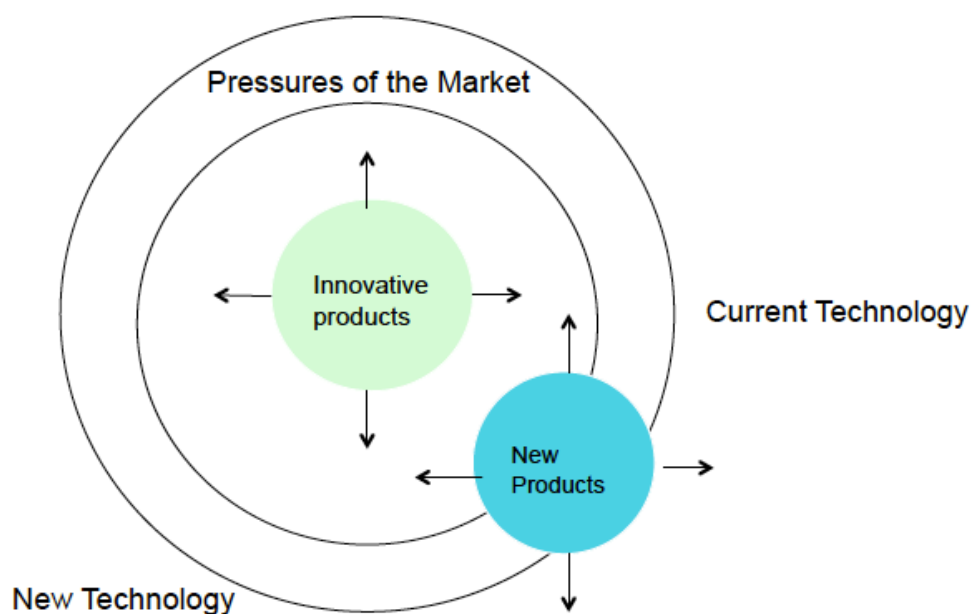 Pressures of the Market
Innovative
products
Current Technology
New
Products
New Technology